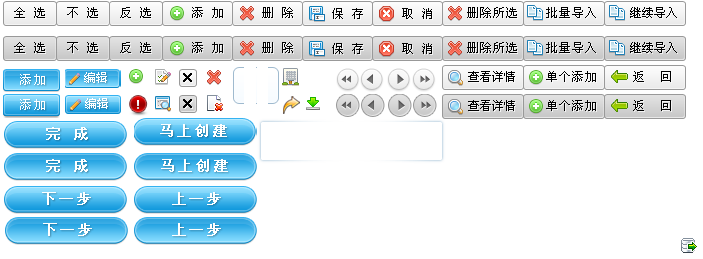 全 选 不 选 反 选 添 加 删 除 保 存 取 消 删除所选 批量导入 继续导入
全 选 不 选 反 选 添 加 删 除 保 存 取 消 删除所选 批量导入 继续导入
添加 编辑 查看详情 单个添加 返 回
添加 编辑 查看详情 单个添加 返 回
完 成 马上创建
完 成 马上创建
下一步 上一步
下一步 上一步